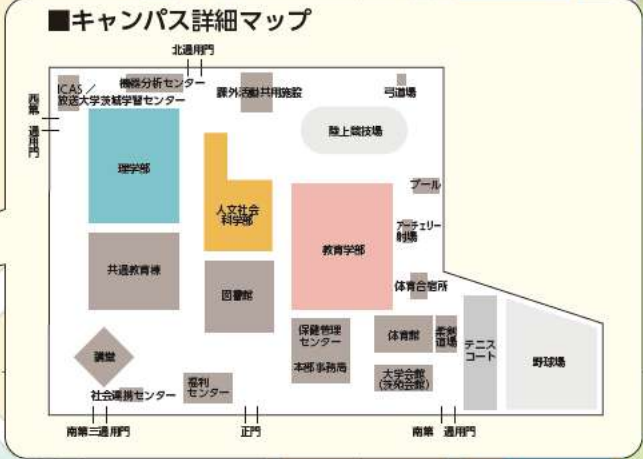 ■キャンパス詳細マップ
北通用門
ICAS／
放送大学茨城学習センター
機器分析センター
課外活動共用施設
弓道場
西第
通用門
陸上競技場
理学部
プール
人文社会
科学部
アーチェリー
射場
教育学部
共通教育棟
図書館
体育合宿所
保健管理
センター
本部事務局
体育館
柔剣
道場
テニス
コート
野球場
講堂
大学会館
(茨苑会館)
福利
センター
社会連携センター
南第三通用門
正門
南第
通用門